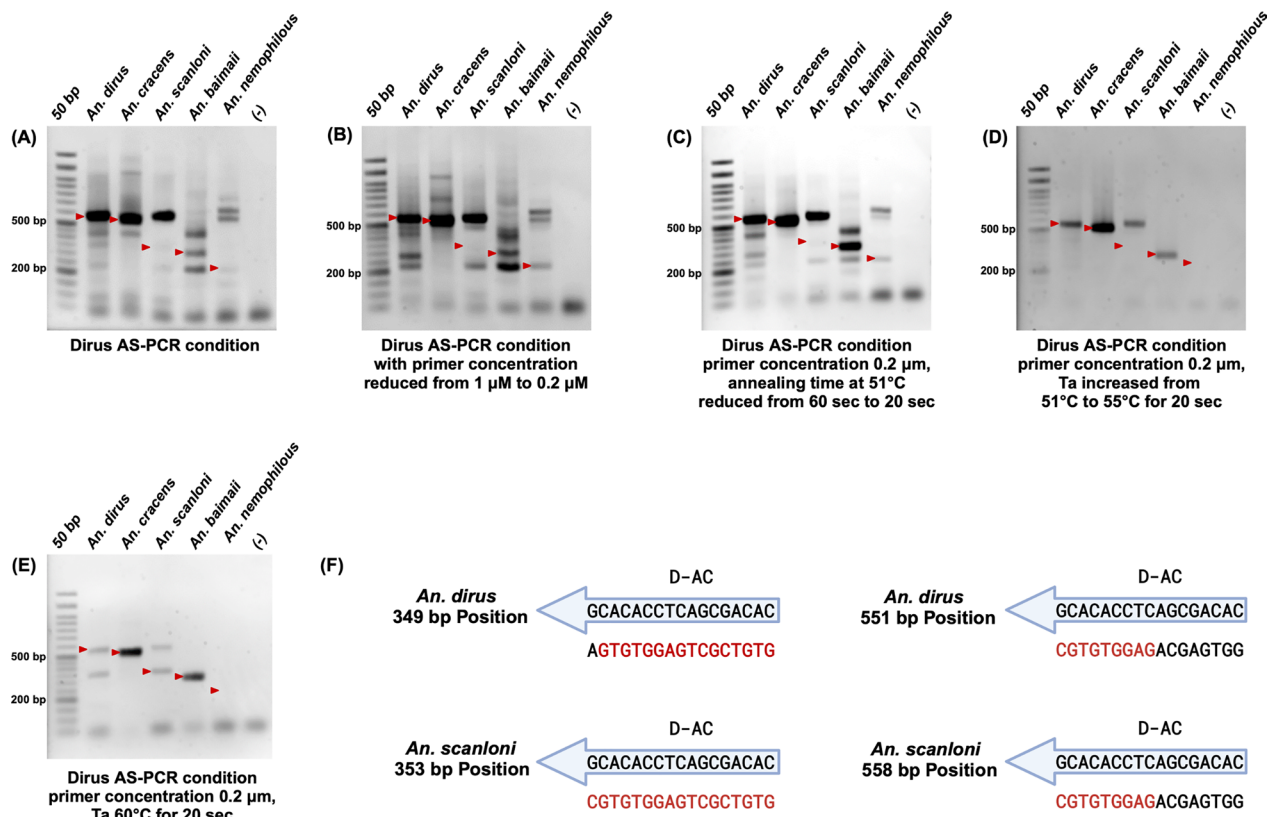 50 bp
An. dirus
An. cracens
An. scanloni
An. baimaii
An. nemophilous
(-)
(A)
500 bp
200 bp
Dirus AS-PCR condition
50 bp
An. dirus
An. cracens
An. scanloni
An. baimaii
An. nemophilous
(-)
(B)
500 bp
200 bp
Dirus AS-PCR condition
with primer concentration
reduced from 1 µM to 0.2 µM
50 bp
An. dirus
An. cracens
An. scanloni
An. baimaii
An. nemophilous
(-)
(C)
500 bp
200 bp
Dirus AS-PCR condition
primer concentration 0.2 µm,
annealing time at 51°C
reduced from 60 sec to 20 sec
50 bp
An. dirus
An. cracens
An. scanloni
An. baimaii
An. nemophilous
(-)
(D)
500 bp
200 bp
Dirus AS-PCR condition
primer concentration 0.2 µm,
Ta increased from
51°C to 55°C for 20 sec
50 bp
An. dirus
An. cracens
An. scanloni
An. baimaii
An. nemophilous
(-)
(E)
500 bp
200 bp
Dirus AS-PCR condition
primer concentration 0.2 µm,
Ta 60°C for 20 sec
(F)
An. dirus
349 bp Position
D-AC
GCACACCTCAGCGACAC
AGTGTGGAGTCGCTGTG
An. dirus
551 bp Position
D-AC
GCACACCTCAGCGACAC
CGTGTGGAGACGAGTGG
An. scanloni
353 bp Position
D-AC
GCACACCTCAGCGACAC
CGTGTGGAGTCGCTGTG
An. scanloni
558 bp Position
D-AC
GCACACCTCAGCGACAC
CGTGTGGAGACGAGTGG